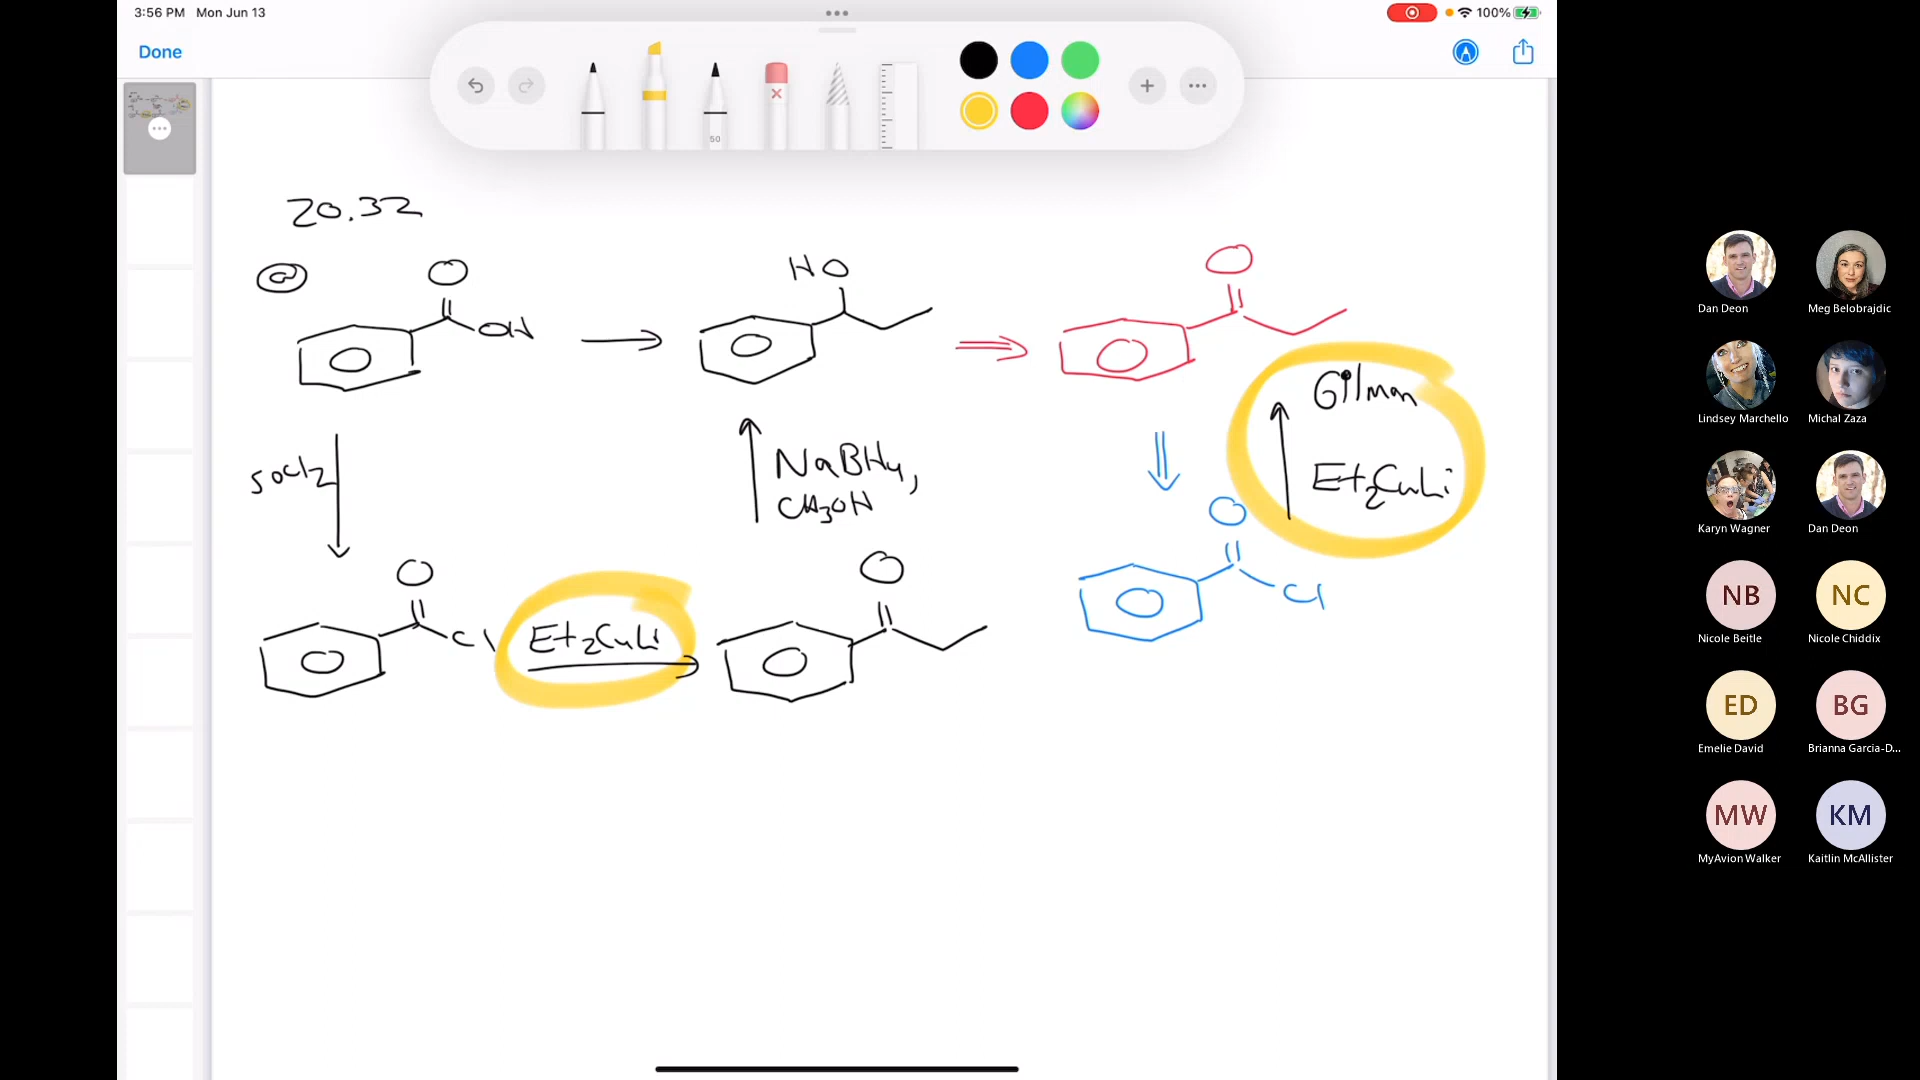 3:56 PM Mon Jun 13
100%
Done
50
20.32
a
O
OH
HO
O
SOCl2
NaBH4,
CH3OH
Gilman
Et2CuLi
O
Cl
Et2CuLi
O
O
Cl
Dan Deon
Meg Belobrajdic
Lindsey Marchello
Michal Zaza
Karyn Wagner
Dan Deon
NB
NC
Nicole Beitle
Nicole Chiddix
ED
BG
Emelie David
Brianna Garcia-D...
MW
KM
MyAvion Walker
Kaitlin McAllister